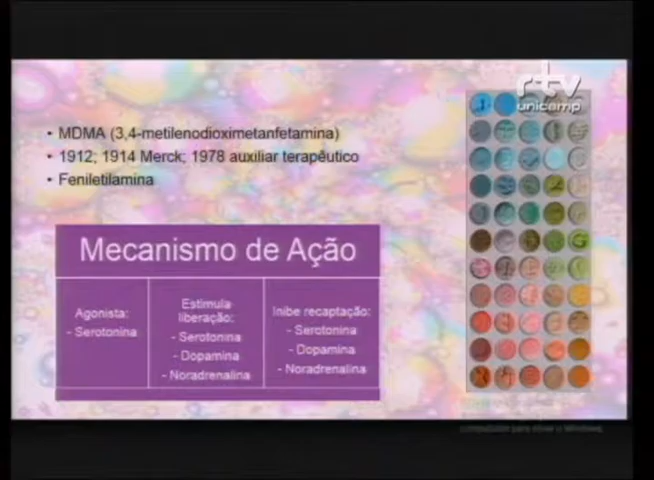 rtv
unicamp
• MDMA (3,4-metilenodioximetanfetamina)
• 1912; 1914 Merck; 1978 auxiliar terapêutico
• Feniletilamina
Mecanismo de Ação
Agonista:
- Serotonina
Estimula
liberação:
- Serotonina
- Dopamina
- Noradrenalina
Inibe recaptação:
- Serotonina
- Dopamina
- Noradrenalina